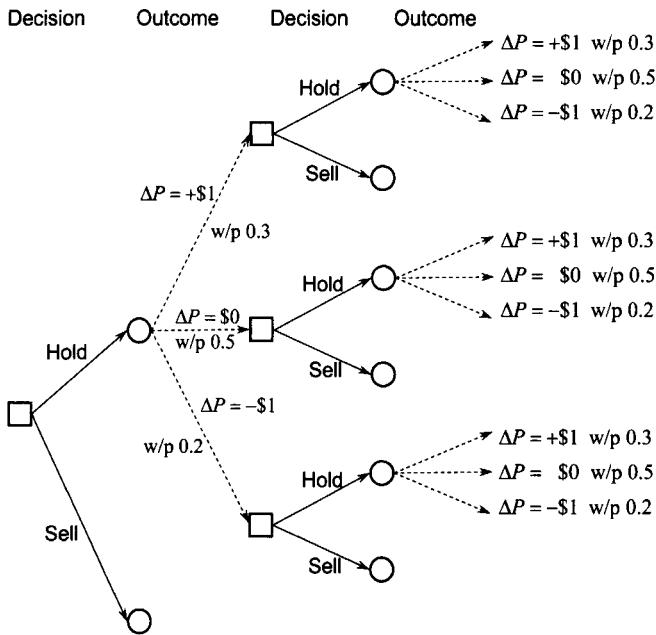 Decision Outcome Decision Outcome
ΔP = +$1 w/p 0.3
Hold
ΔP = $0 w/p 0.5
ΔP = −$1 w/p 0.2
Sell
ΔP = +$1
w/p 0.3
ΔP = +$1 w/p 0.3
Hold
ΔP = $0 w/p 0.5
ΔP = −$1 w/p 0.2
ΔP = $0
w/p 0.5
Hold
Sell
ΔP = −$1
w/p 0.2
ΔP = +$1 w/p 0.3
Hold
ΔP = $0 w/p 0.5
ΔP = −$1 w/p 0.2
Sell
Sell